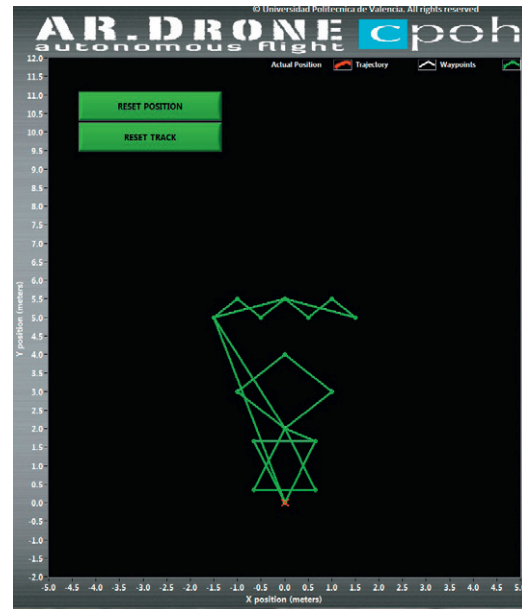 © Universidad Politecnica de Valencia. All rights reserved
AR.DRONE
autonomous flight
cpoh
Actual Position Trajectory Waypoints
RESET POSITION
RESET TRACK
12.0
11.5
11.0
10.5
10.0
9.5
9.0
8.5
8.0
7.5
7.0
6.5
6.0
5.5
5.0
4.5
4.0
3.5
3.0
2.5
2.0
1.5
1.0
0.5
0.0
-0.5
-1.0
-1.5
-2.0
Y position (meters)
-5.0 -4.5 -4.0 -3.5 -3.0 -2.5 -2.0 -1.5 -1.0 -0.5 0.0 0.5 1.0 1.5 2.0 2.5 3.0 3.5 4.0 4.5
X position (meters)